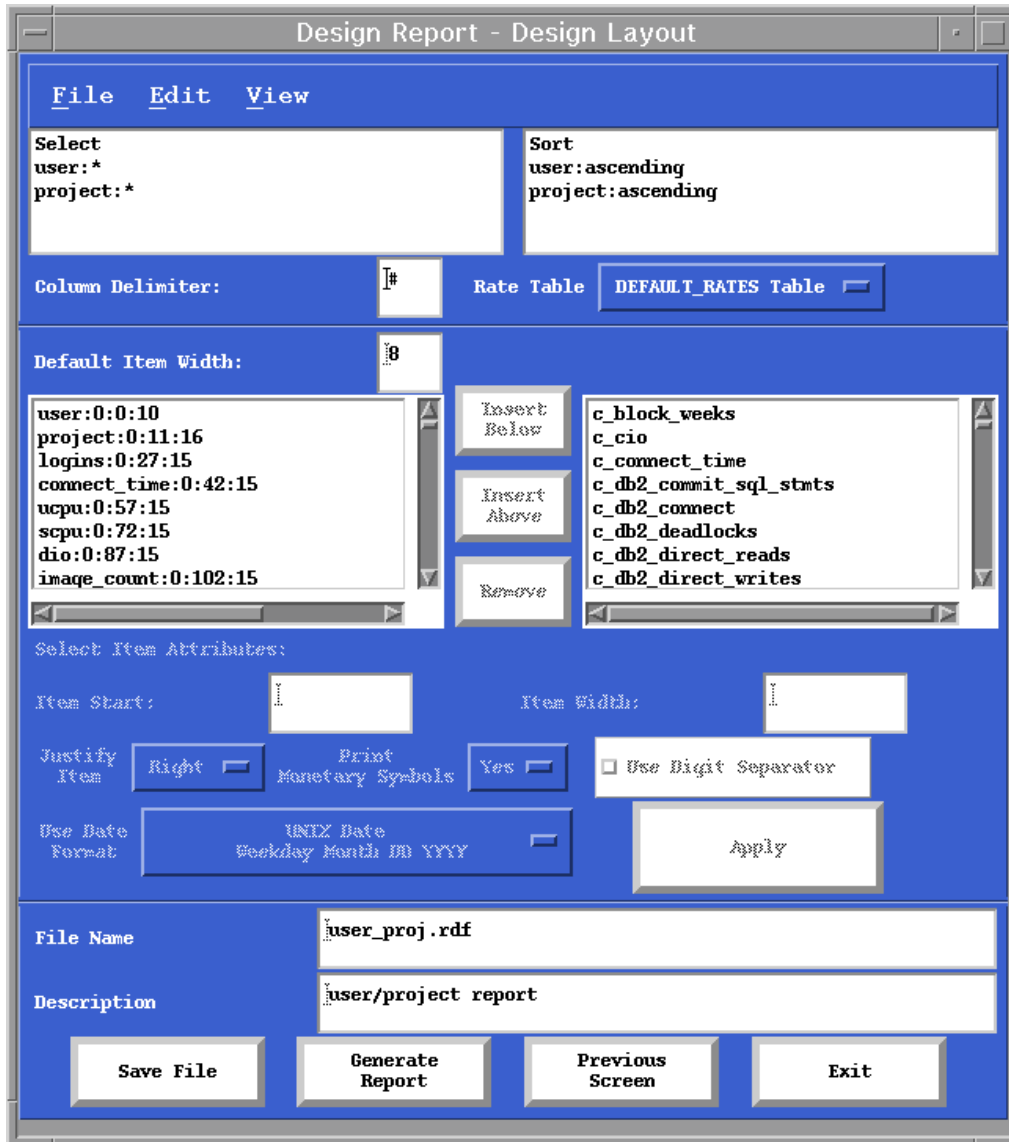 Design Report - Design Layout
File Edit View
Select
user:*
project:*
Sort
user:ascending
project:ascending
Column Delimiter: #
Rate Table DEFAULT_RATES Table
Default Item Width: 8
user:0:0:10
project:0:11:16
logins:0:27:15
connect_time:0:42:15
ucpu:0:57:15
scpu:0:72:15
dio:0:87:15
image_count:0:102:15
Insert
Below
Insert
Above
Remove
c_block_weeks
c_cio
c_connect_time
c_db2_commit_sql_stmts
c_db2_connect
c_db2_deadlocks
c_db2_direct_reads
c_db2_direct_writes
Select Item Attributes:
Item Start:
Item Width:
Justify
Item
Right
Print
Monetary Symbols
Yes
Use Digit Separator
Use Date
Format
UNIX Date
Weekday Month DD YYYY
Apply
File Name
user_proj.rdf
Description
user/project report
Save File
Generate
Report
Previous
Screen
Exit